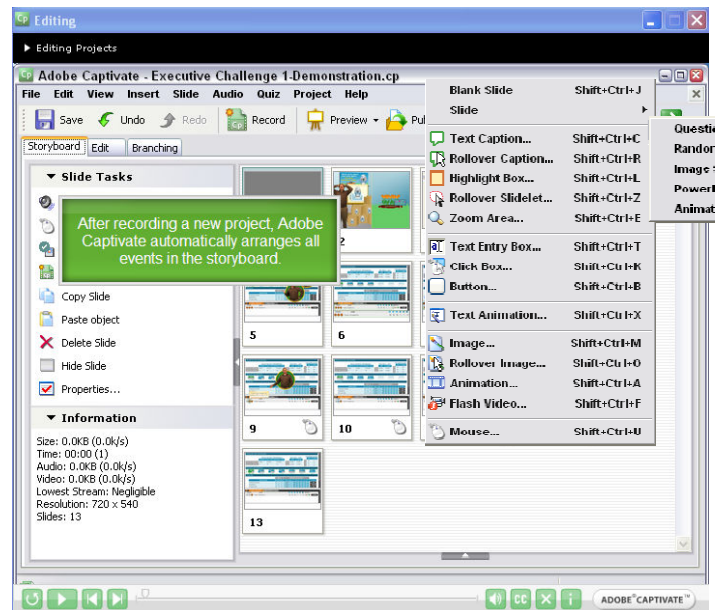 Editing
Editing Projects
Adobe Captivate - Executive Challenge 1-Demonstration.cp
File Edit View Insert Slide Audio Quiz Project Help
Save Undo Redo Record Preview
Storyboard Edit Branching
Slide Tasks
After recording a new project, Adobe
Captivate automatically arranges all
events in the storyboard.
Copy Slide
Paste object
Delete Slide
Hide Slide
Properties...
Information
Size: 0.0KB (0.0k/s)
Time: 00:00 (1)
Audio: 0.0KB (0.0k/s)
Video: 0.0KB (0.0k/s)
Lowest Stream: Negligible
Resolution: 720 x 540
Slides: 13
2
5 6
9 10
13
Blank Slide Shift+Ctrl+J
Slide
Text Caption... Shift+Ctrl+C
Rollover Caption... Shift+Ctrl+R
Highlight Box... Shift+Ctrl+L
Rollover Slidelet... Shift+Ctrl+Z
Zoom Area... Shift+Ctrl+E
Text Entry Box... Shift+Ctrl+T
Click Box... Shift+Ctrl+K
Button... Shift+Ctrl+B
Text Animation... Shift+Ctrl+X
Image... Shift+Ctrl+M
Rollover Image... Shift+Ctrl+O
Animation... Shift+Ctrl+A
Flash Video... Shift+Ctrl+F
Mouse... Shift+Ctrl+U
Image
CC
ADOBE® CAPTIVATE™